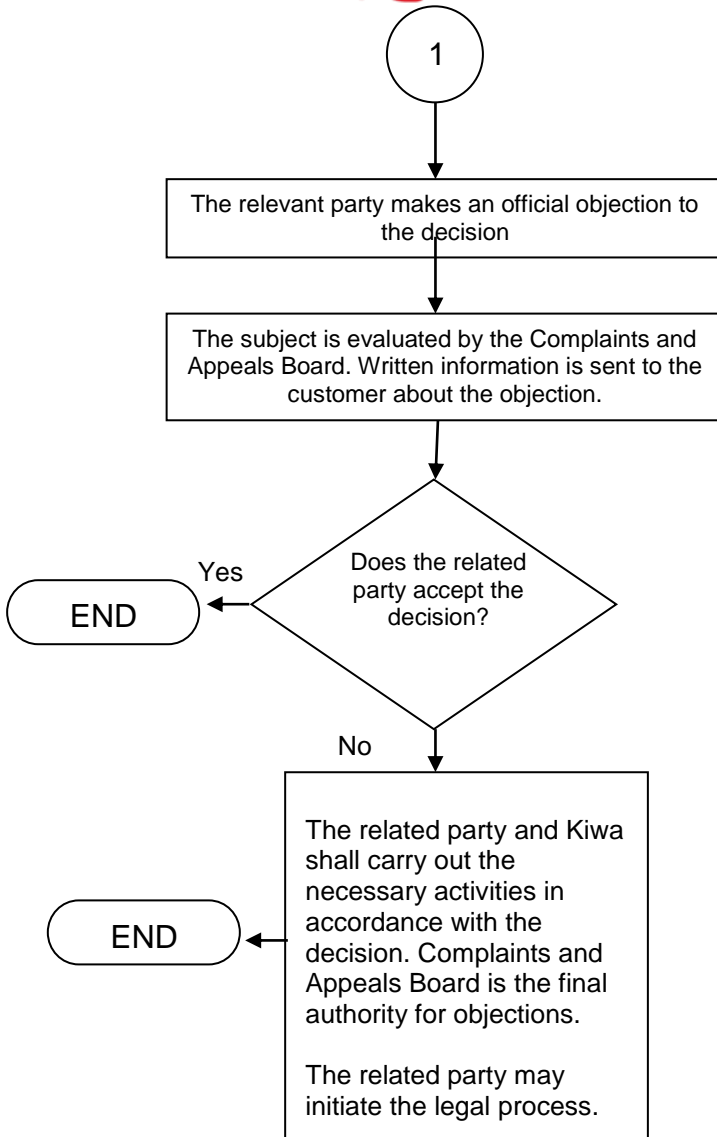 1
The relevant party makes an official objection to
the decision
The subject is evaluated by the Complaints and
Appeals Board. Written information is sent to the
customer about the objection.
Does the related
party accept the
decision?
Yes
END
No
The related party and Kiwa
shall carry out the
necessary activities in
accordance with the
decision. Complaints and
Appeals Board is the final
authority for objections.
The related party may
initiate the legal process.
END